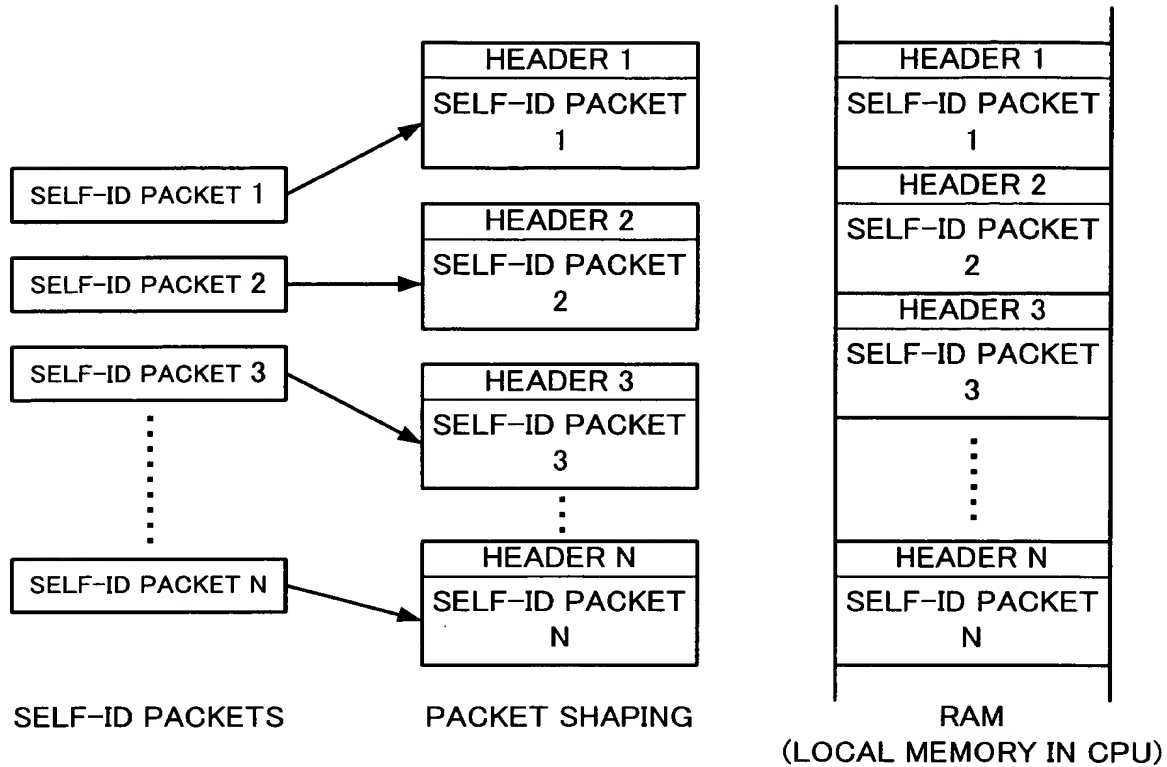 SELF-ID PACKET 1
SELF-ID PACKET 2
SELF-ID PACKET 3
SELF-ID PACKET N
SELF-ID PACKETS
HEADER 1
SELF-ID PACKET
1
HEADER 2
SELF-ID PACKET
2
HEADER 3
SELF-ID PACKET
3
HEADER N
SELF-ID PACKET
N
PACKET SHAPING
HEADER 1
SELF-ID PACKET
1
HEADER 2
SELF-ID PACKET
2
HEADER 3
SELF-ID PACKET
3
HEADER N
SELF-ID PACKET
N
RAM
(LOCAL MEMORY IN CPU)